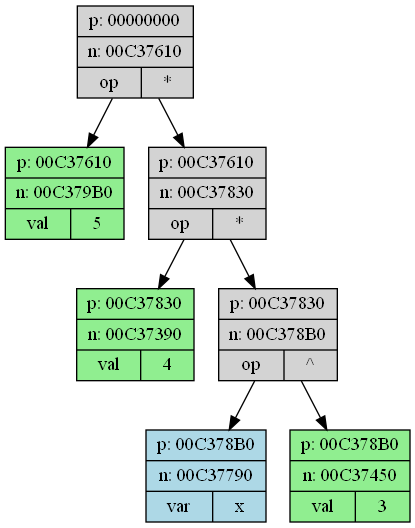 p: 00000000
n: 00C37610
op *
p: 00C37610
n: 00C379B0
val 5
p: 00C37610
n: 00C37830
op *
p: 00C37830
n: 00C37390
val 4
p: 00C37830
n: 00C378B0
op ^
p: 00C378B0
n: 00C37790
var x
p: 00C378B0
n: 00C37450
val 3